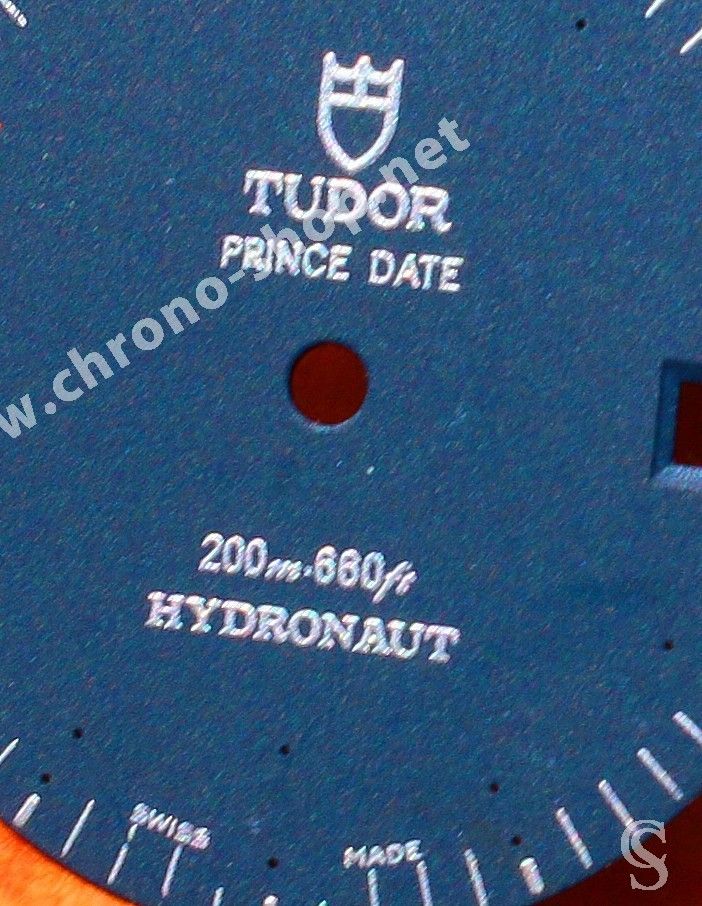 TUDOR
PRINCE DATE
www.chrono-shop.net
200m-660ft
HYDRONAUT
SWISS MADE